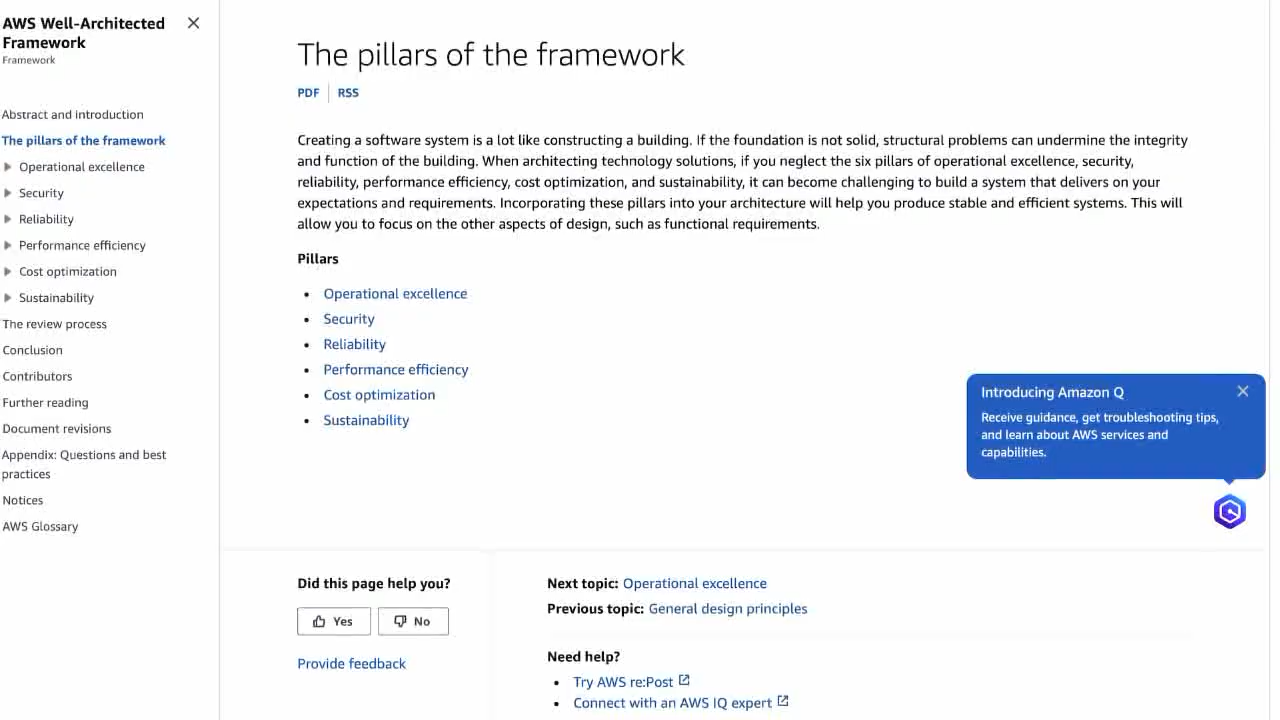 AWS Well-Architected
Framework
Framework
Abstract and introduction
The pillars of the framework
Operational excellence
Security
Reliability
Performance efficiency
Cost optimization
Sustainability
The review process
Conclusion
Contributors
Further reading
Document revisions
Appendix: Questions and best
practices
Notices
AWS Glossary
The pillars of the framework
PDF RSS
Creating a software system is a lot like constructing a building. If the foundation is not solid, structural problems can undermine the integrity
and function of the building. When architecting technology solutions, if you neglect the six pillars of operational excellence, security,
reliability, performance efficiency, cost optimization, and sustainability, it can become challenging to build a system that delivers on your
expectations and requirements. Incorporating these pillars into your architecture will help you produce stable and efficient systems. This will
allow you to focus on the other aspects of design, such as functional requirements.
Pillars
• Operational excellence
• Security
• Reliability
• Performance efficiency
• Cost optimization
• Sustainability
Introducing Amazon Q
Receive guidance, get troubleshooting tips,
and learn about AWS services and
capabilities.
Did this page help you?
Yes No
Provide feedback
Next topic: Operational excellence
Previous topic: General design principles
Need help?
• Try AWS re:Post
• Connect with an AWS IQ expert